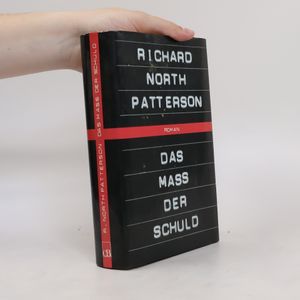 RICHARD
NORTH
PATTERSON
ROMAN
DAS
MASS
DER
SCHULD
R. NORTH PATTERSON DAS MASS DER SCHULD